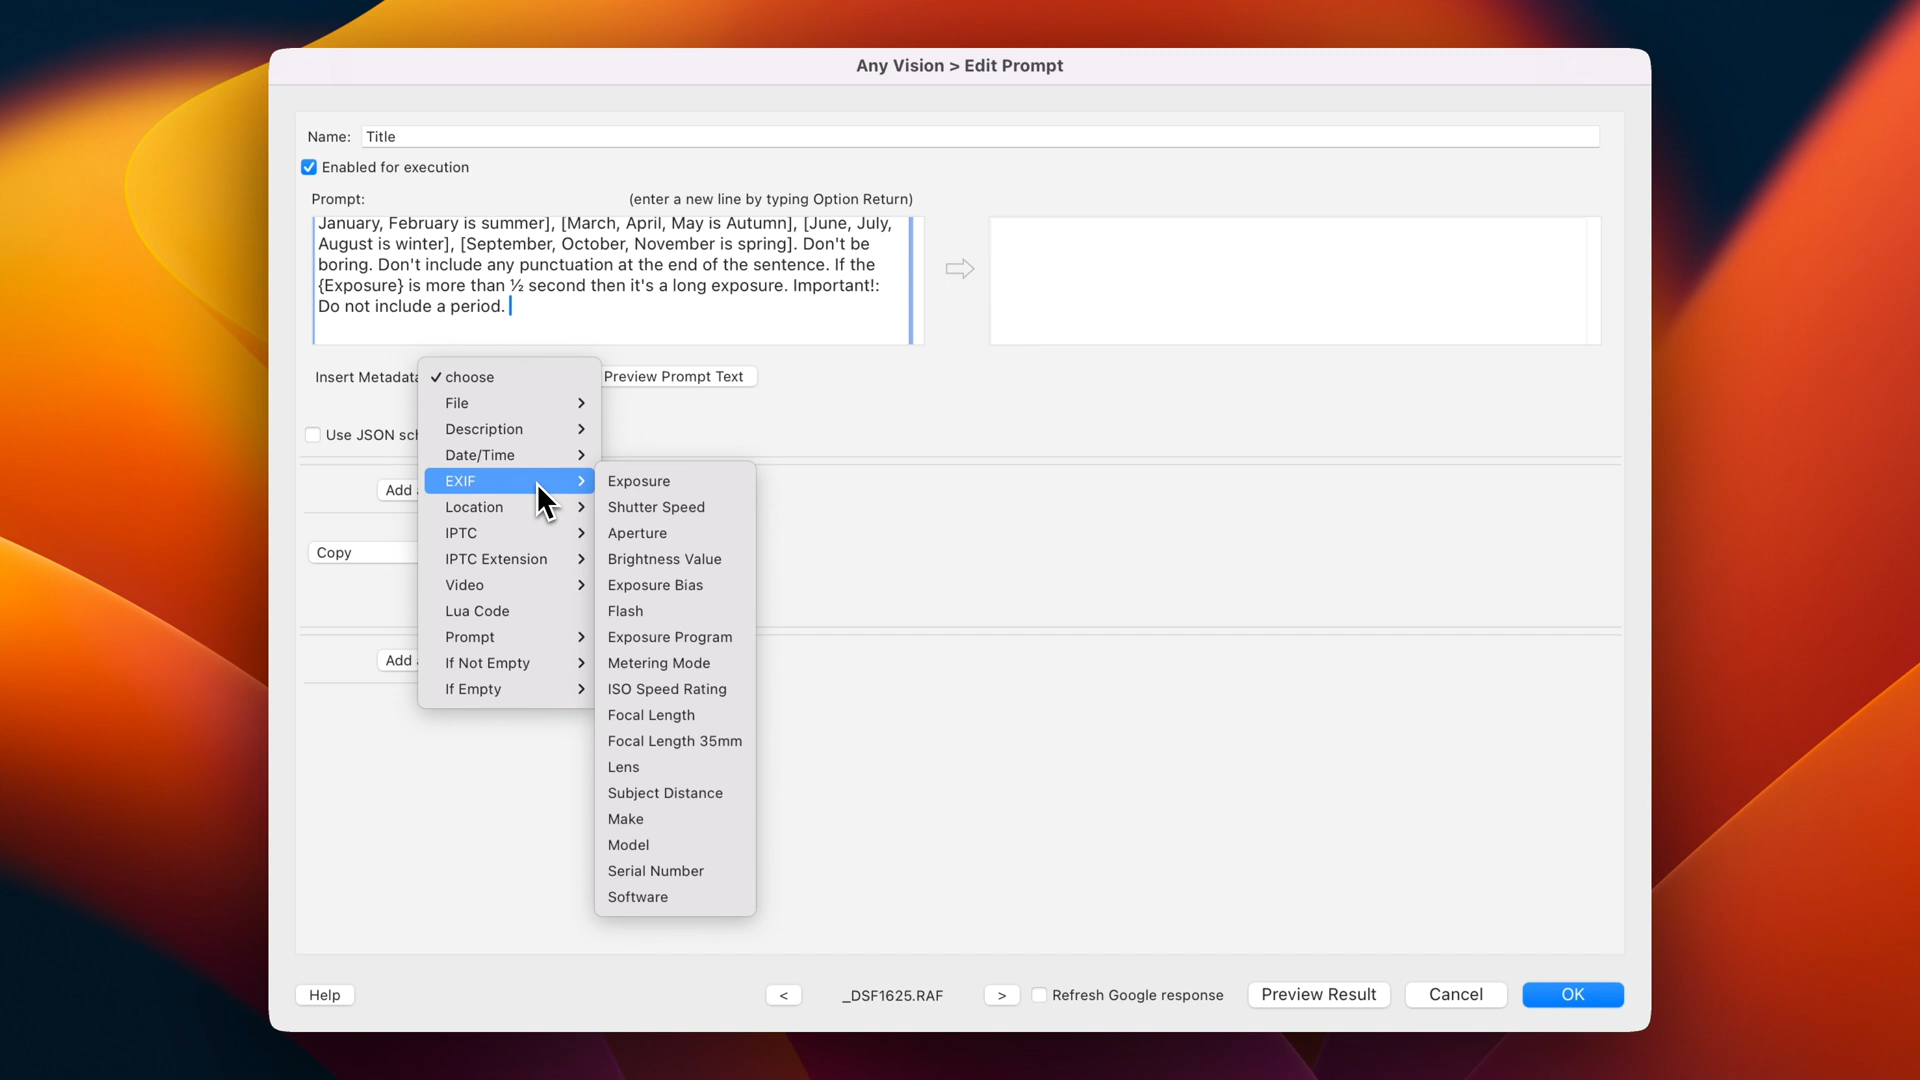 Any Vision > Edit Prompt
Name: Title
Enabled for execution
Prompt: (enter a new line by typing Option Return)
January, February is summer], [March, April, May is Autumn], [June, July,
August is winter], [September, October, November is spring]. Don't be
boring. Don't include any punctuation at the end of the sentence. If the
{Exposure} is more than ½ second then it's a long exposure. Important!:
Do not include a period.
Insert Metadata
choose
Preview Prompt Text
File
Description
Use JSON sch
Date/Time
EXIF
Add
Location
IPTC
Copy
IPTC Extension
Video
Lua Code
Prompt
Add
If Not Empty
If Empty
Exposure
Shutter Speed
Aperture
Brightness Value
Exposure Bias
Flash
Exposure Program
Metering Mode
ISO Speed Rating
Focal Length
Focal Length 35mm
Lens
Subject Distance
Make
Model
Serial Number
Software
Help
<
_DSF1625.RAF
>
Refresh Google response
Preview Result
Cancel
OK